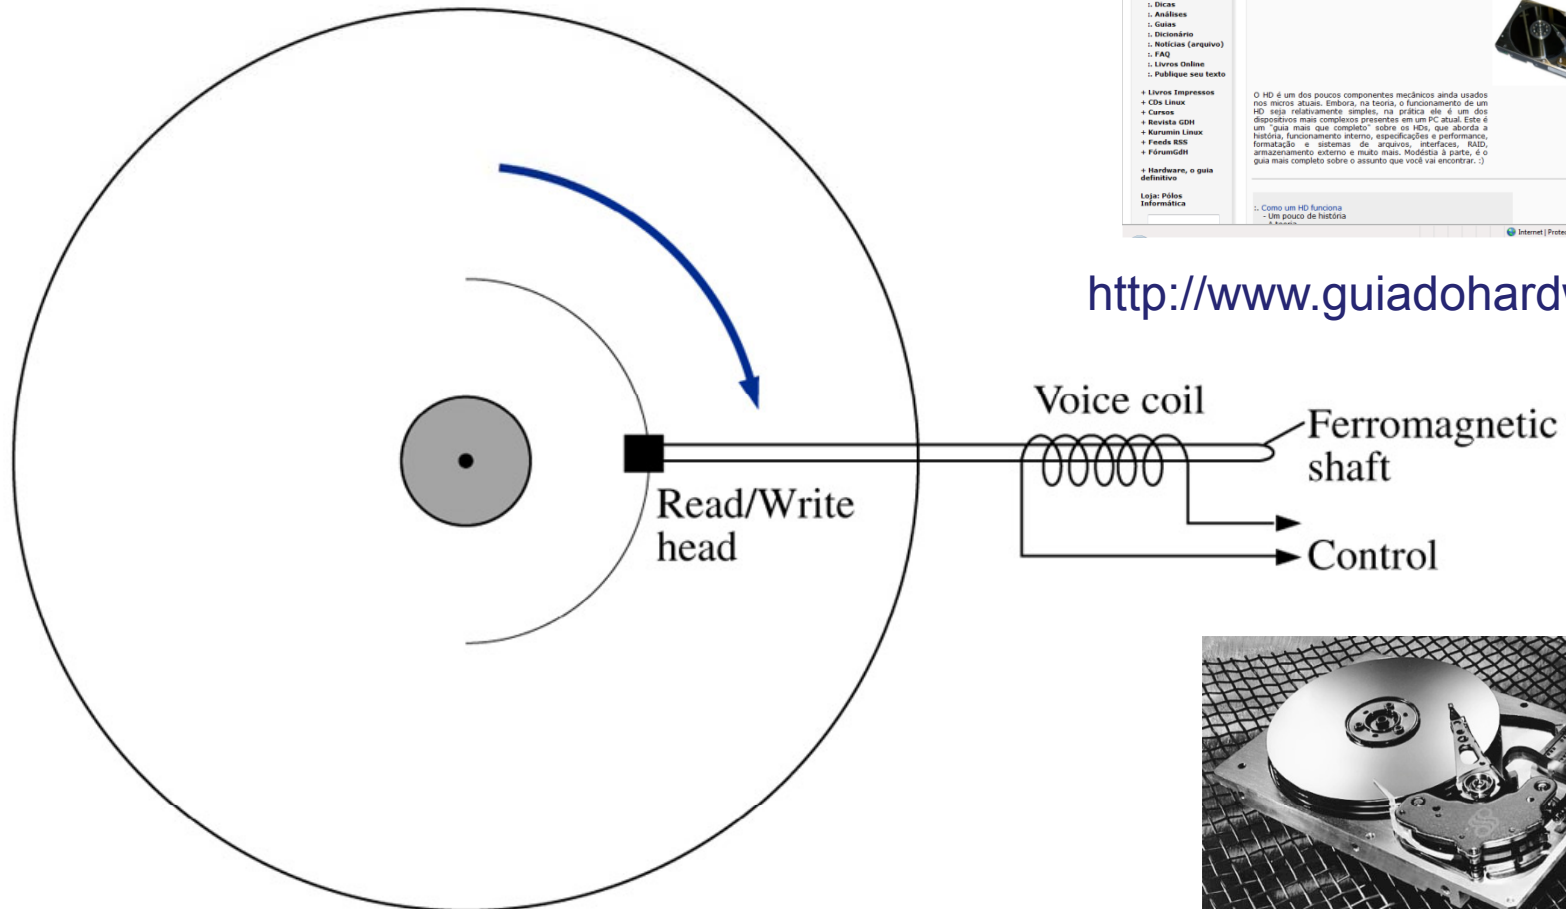 :. Dicas
:. Análises
:. Guias
:. Dicionário
:. Notícias (arquivo)
:. FAQ
:. Livros Online
:. Publique seu texto
+ Livros Impressos
+ CDs Linux
+ Cursos
+ Revista GDH
+ Kurumin Linux
+ Feeds RSS
+ FórumGdH
+ Hardware, o guia
definitivo
Loja: Pólos
Informática
O HD é um dos poucos componentes mecânicos ainda usados
nos micros atuais. Embora, na teoria, o funcionamento de um
HD seja relativamente simples, na prática ele é um dos
dispositivos mais complexos presentes em um PC atual. Este é
um "guia mais que completo" sobre os HDs, que aborda a
história, funcionamento interno, especificações e performance,
formatação e sistemas de arquivos, interfaces, RAID,
armazenamento externo e muito mais. Modéstia à parte, é o
guia mais completo sobre o assunto que você vai encontrar. :)
:. Como um HD funciona
- Um pouco de história
Internet | Protec
http://www.guiadohardw
Voice coil
Ferromagnetic
shaft
Read/Write
head
Control